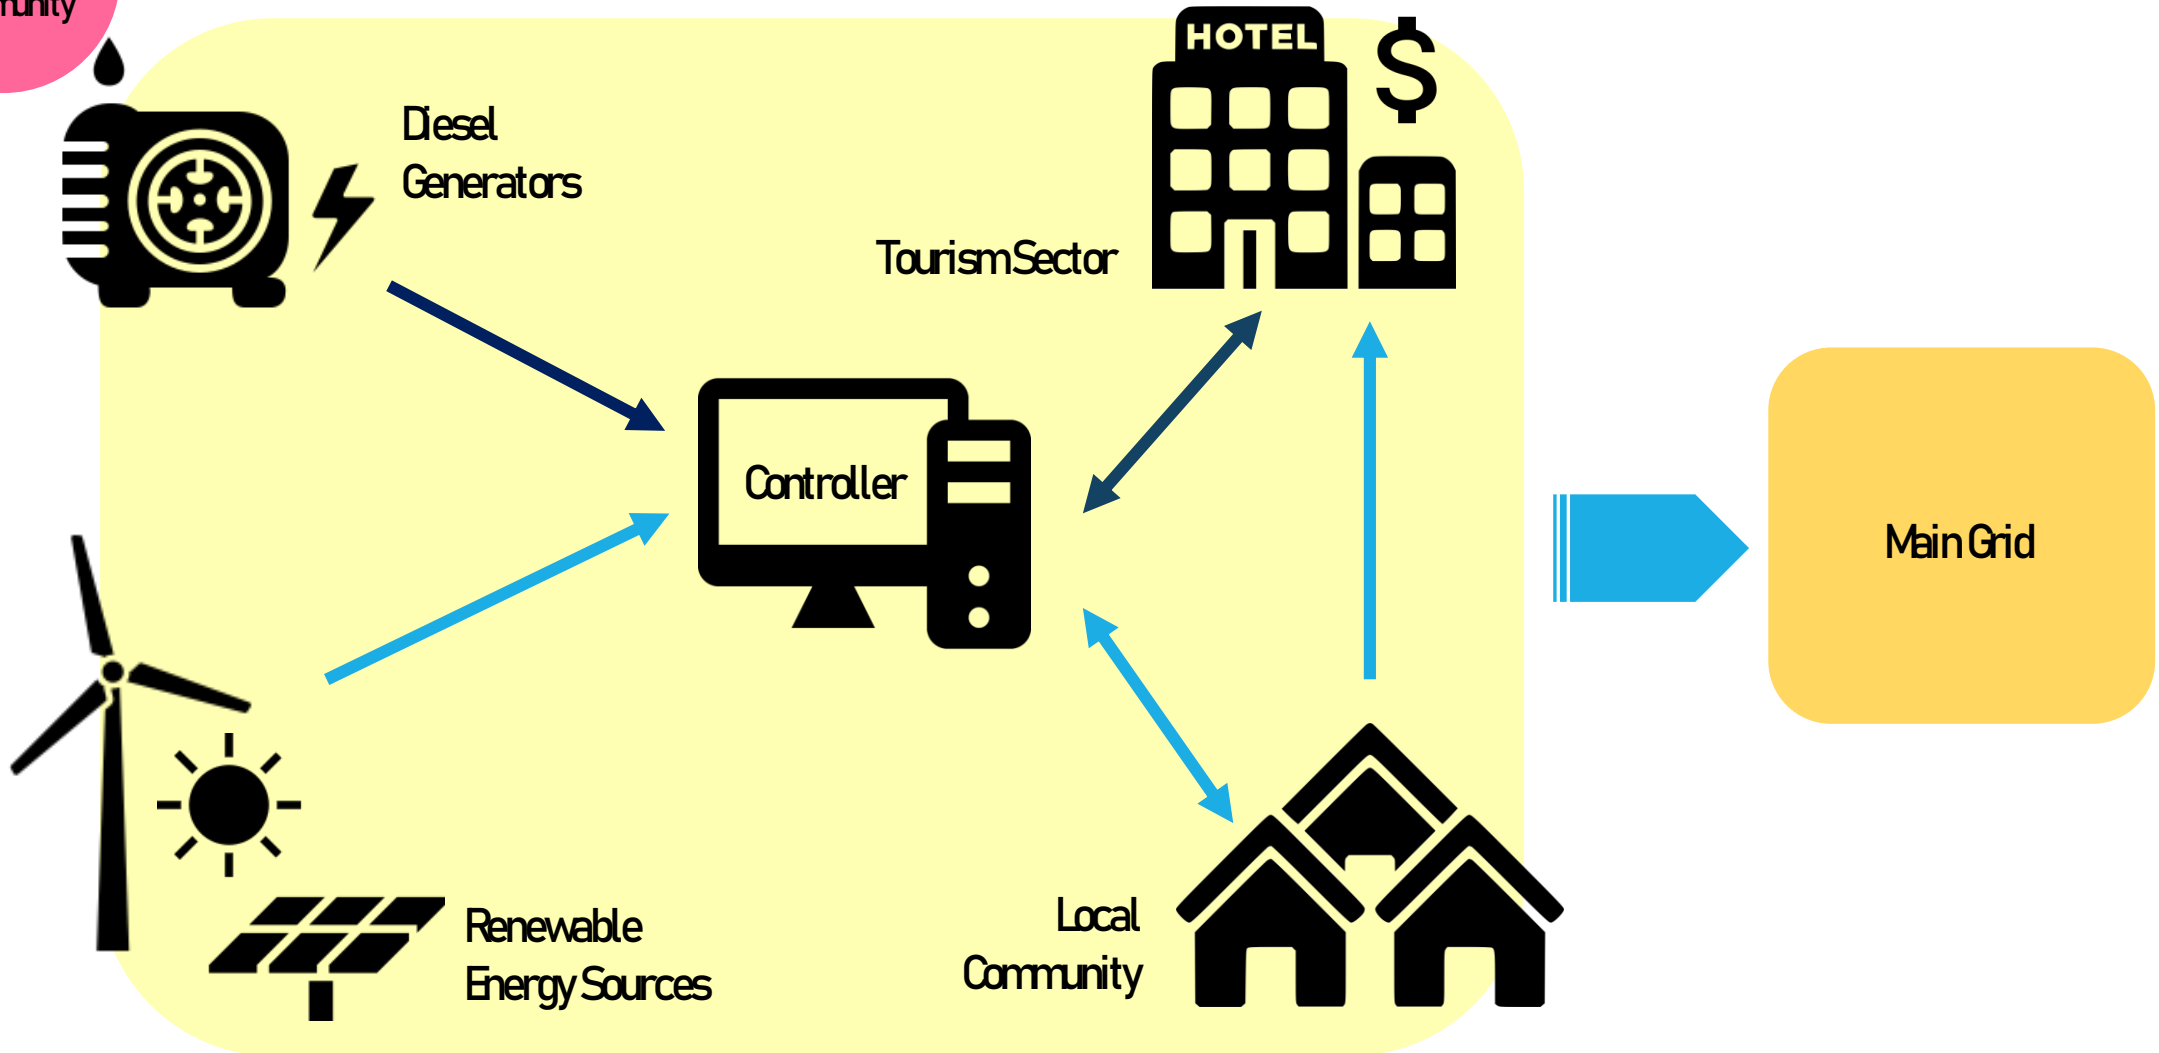 HOTEL
Diesel
Generators
Tourism Sector
Controller
Main Grid
Renewable
Energy Sources
Local
Community